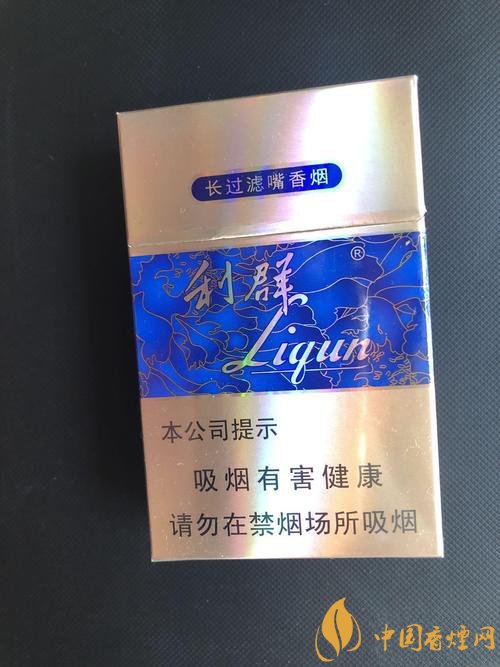 长过滤嘴香烟
利群®
Liqun
本公司提示
吸烟有害健康
请勿在禁烟场所吸烟
中国香烟网